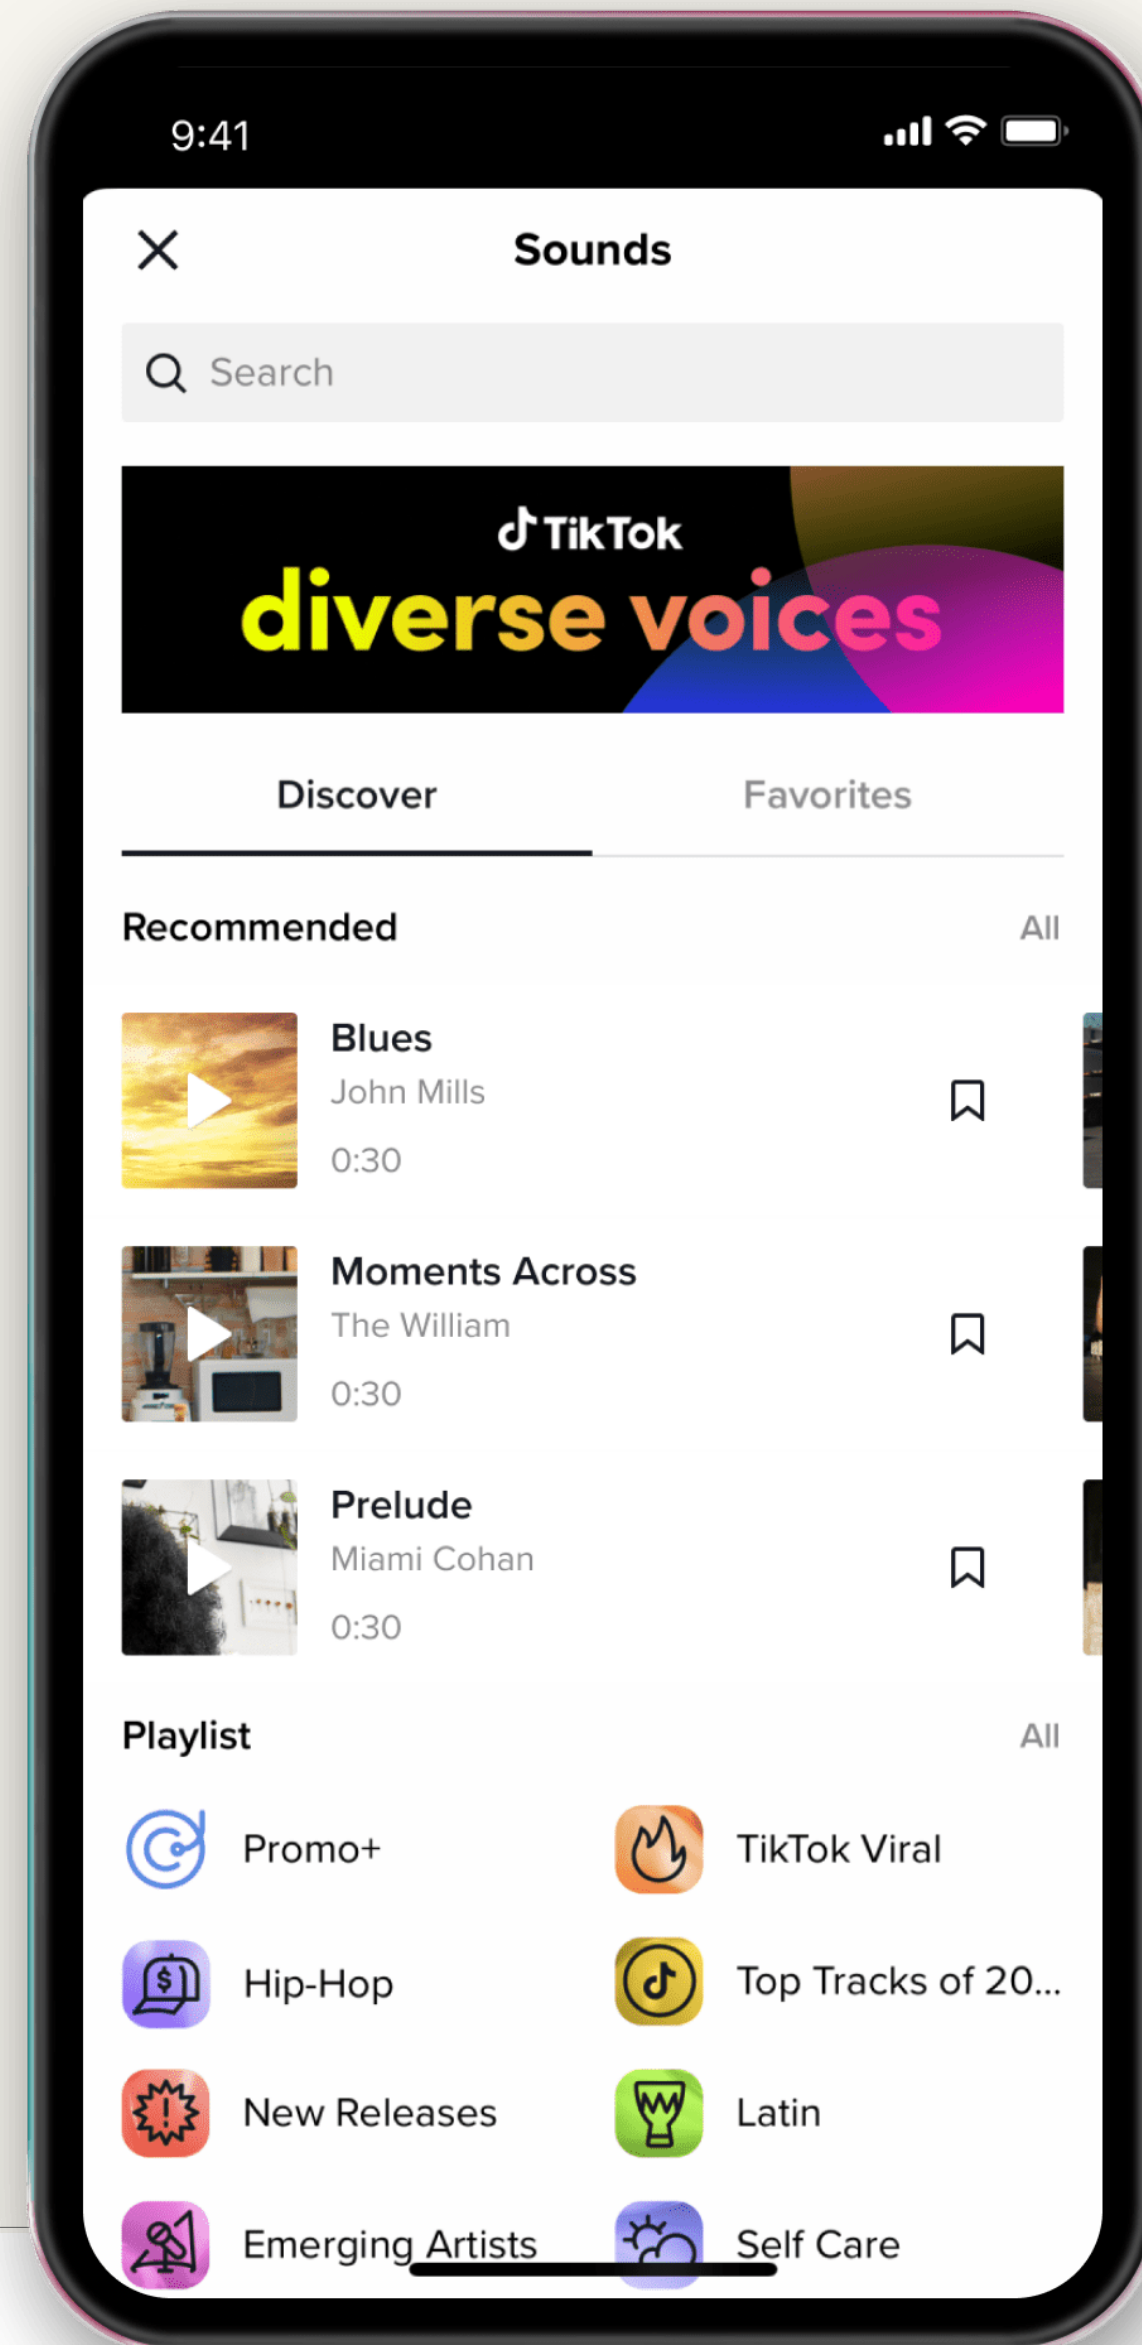 9:41
Sounds
Search
TikTok
diverse voices
Discover
Favorites
Recommended
All
Blues
John Mills
0:30
Moments Across
The William
0:30
Prelude
Miami Cohan
0:30
Playlist
All
Promo+
TikTok Viral
Hip-Hop
Top Tracks of 20...
New Releases
Latin
Emerging Artists
Self Care